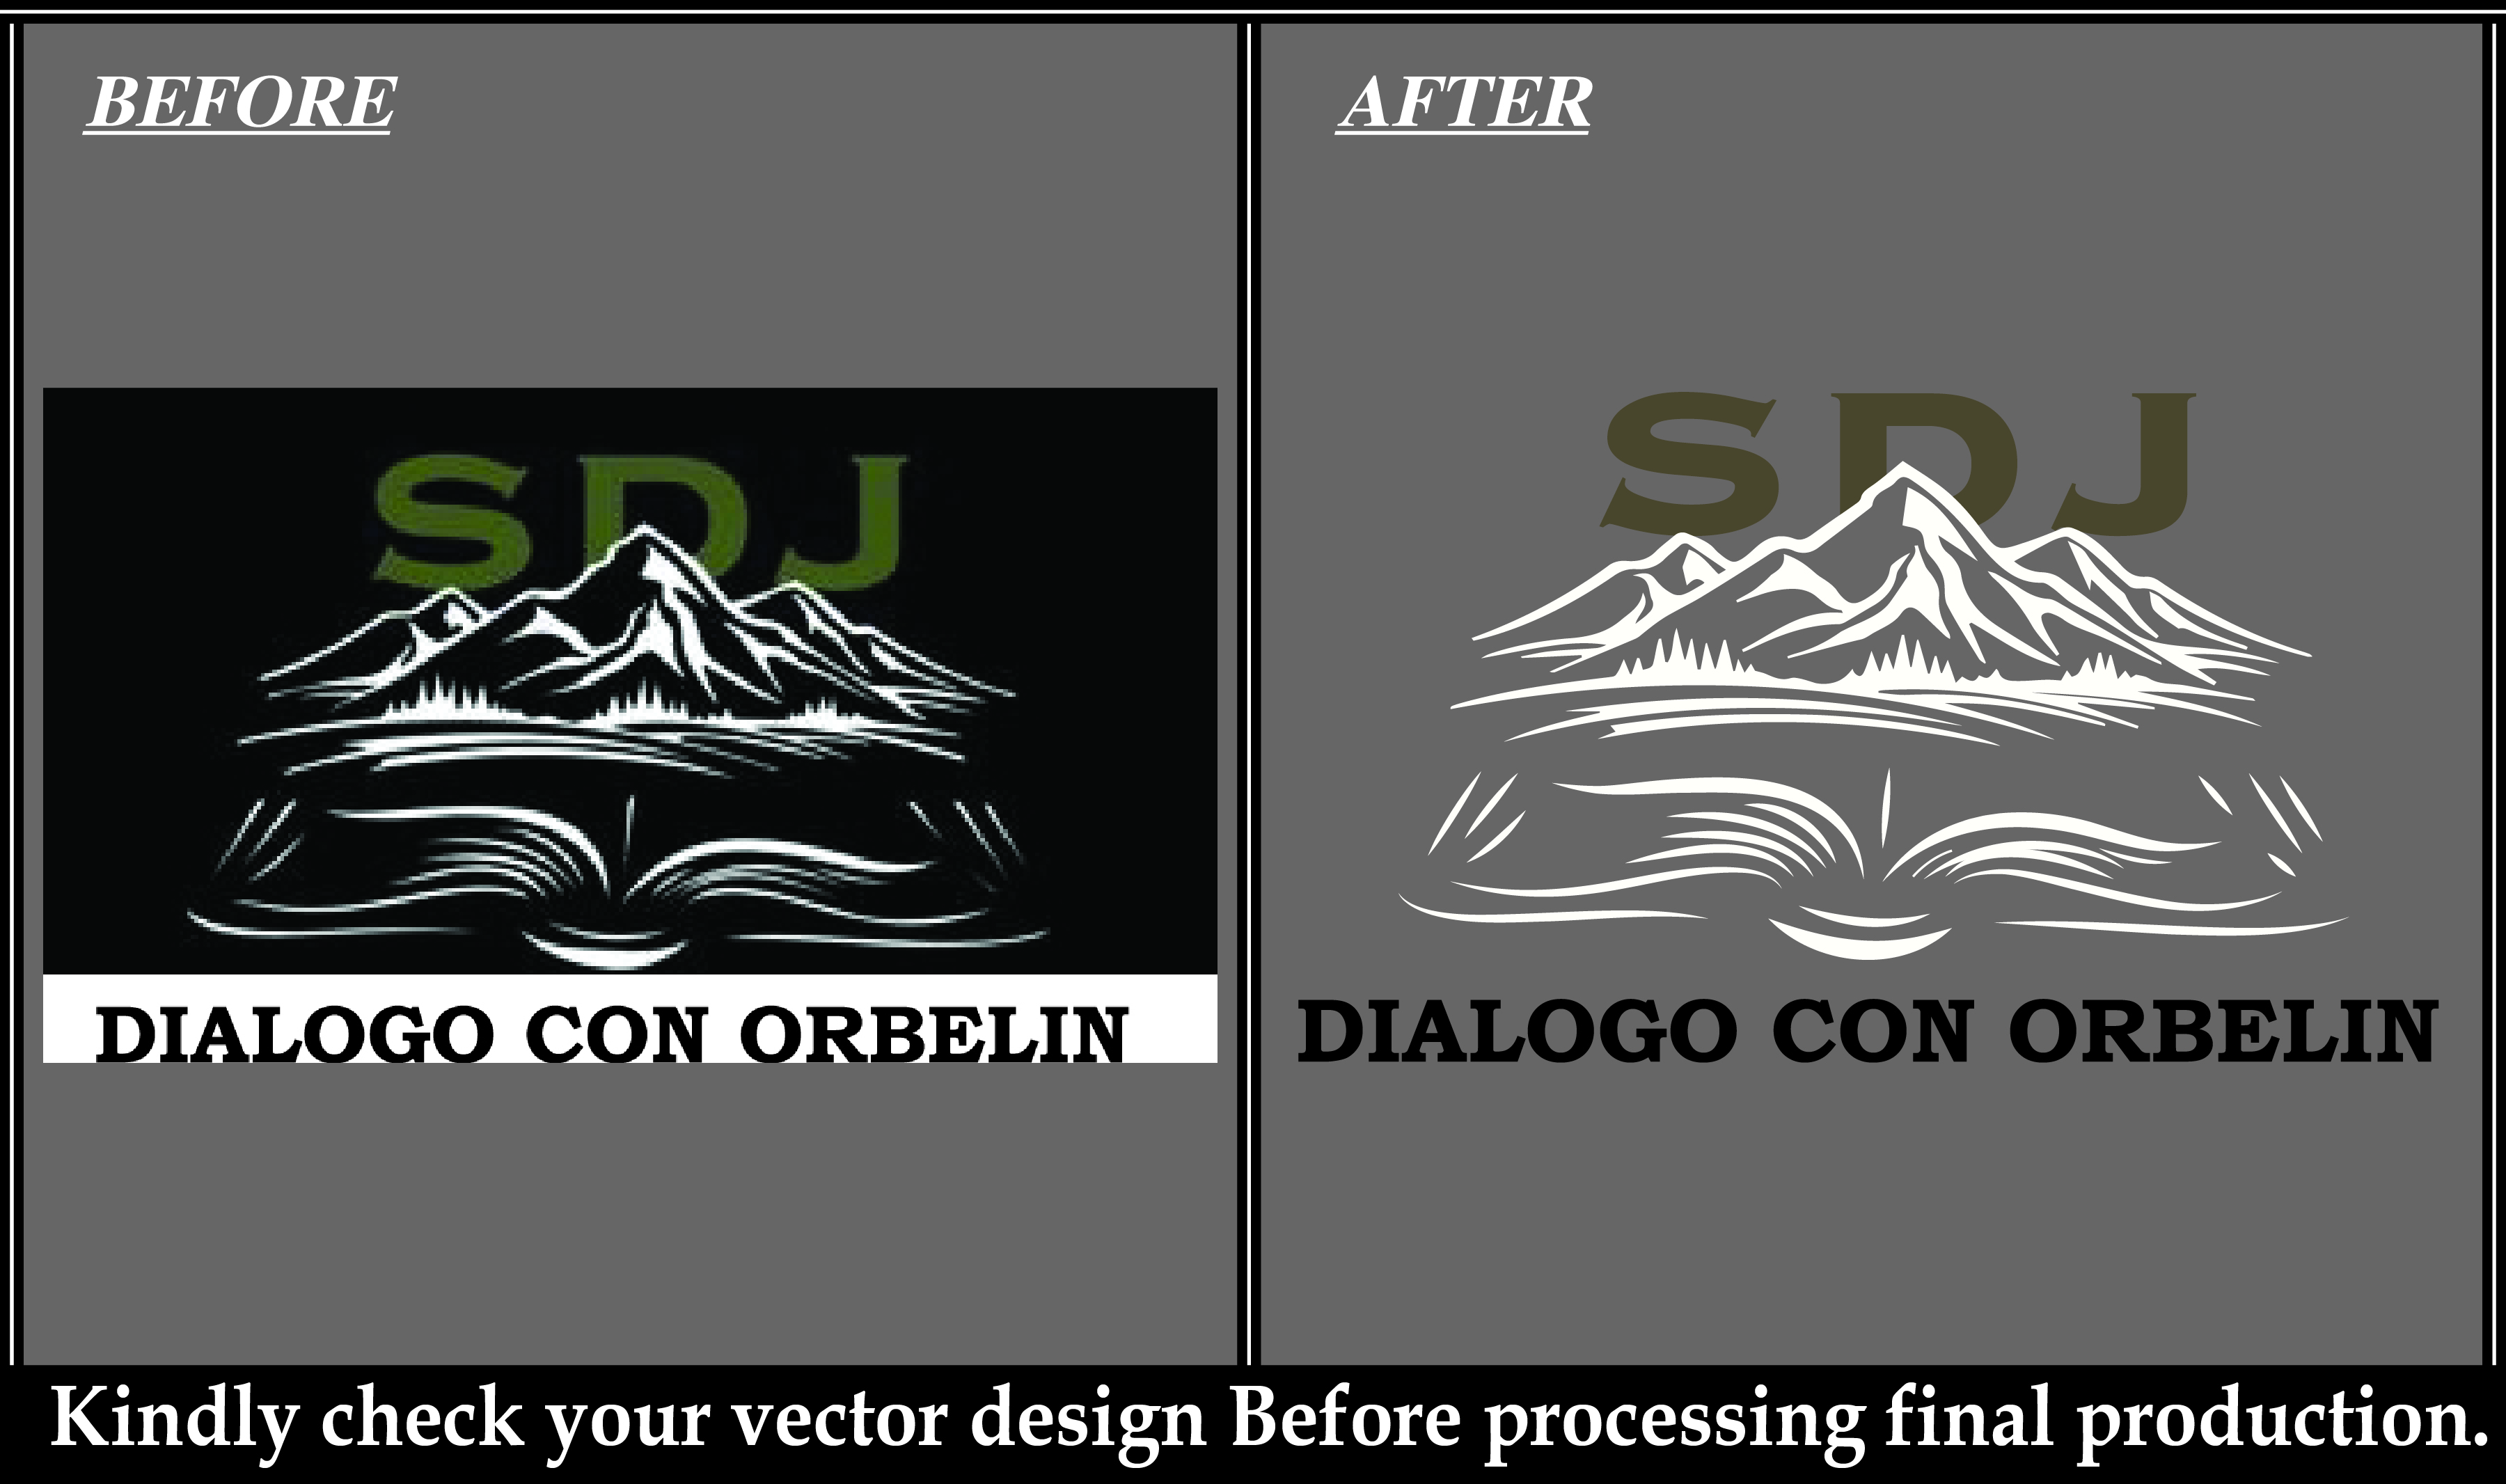 BEFORE
SDJ
DIALOGO CON ORBELIN
AFTER
SDJ
DIALOGO CON ORBELIN
Kindly check your vector design Before processing final production.